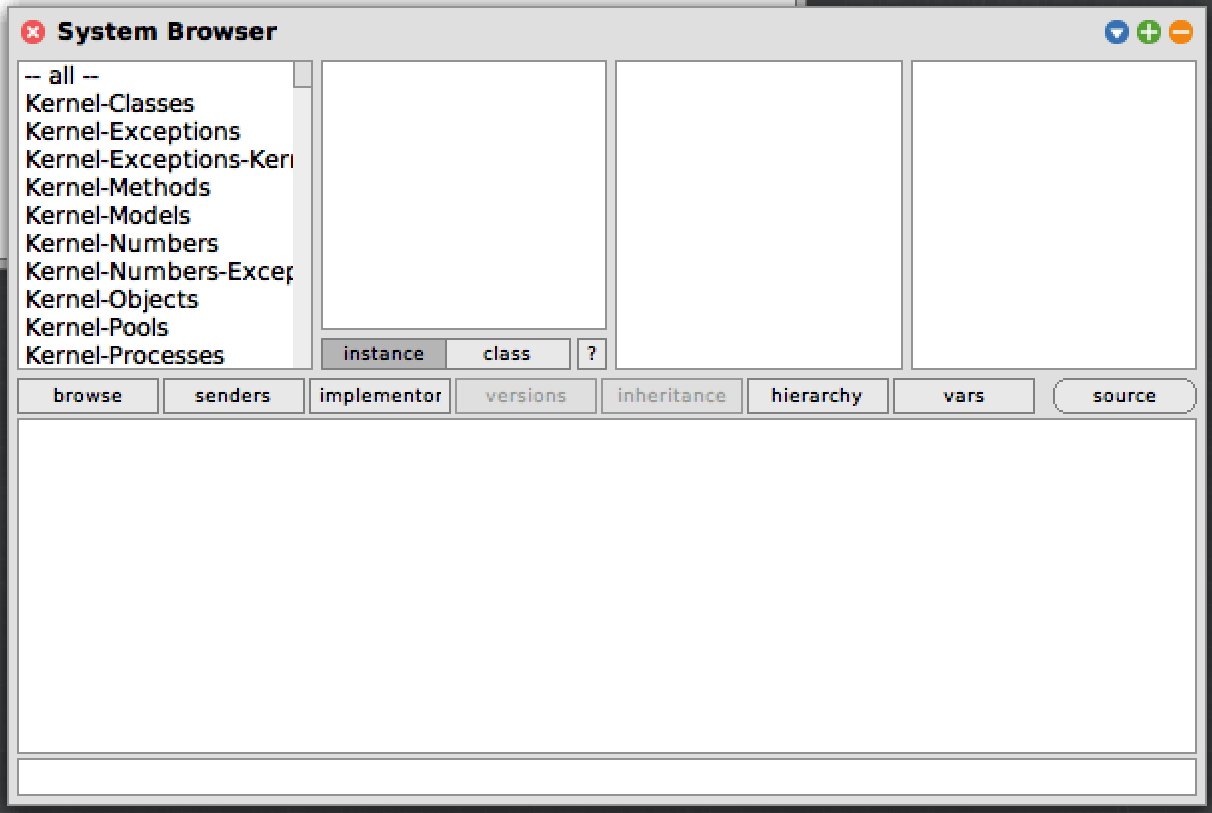 System Browser
-- all --
Kernel-Classes
Kernel-Exceptions
Kernel-Exceptions-Kerr
Kernel-Methods
Kernel-Models
Kernel-Numbers
Kernel-Numbers-Excep
Kernel-Objects
Kernel-Pools
Kernel-Processes
instance class ?
browse senders implementor versions inheritance hierarchy vars source